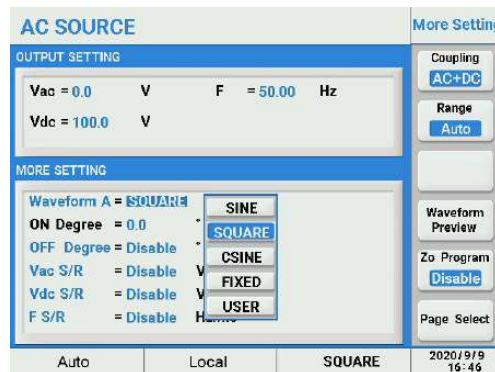 AC SOURCE
More Settin
OUTPUT SETTING
Vac = 0.0 V F = 50.00 Hz
Vdc = 100.0 V
MORE SETTING
Waveform A = SQUARE
ON Degree = 0.0 °
OFF Degree = Disable °
Vac S/R = Disable V
Vdc S/R = Disable V
F S/R = Disable
SINE
SQUARE
CSINE
FIXED
USER
Coupling
AC+DC
Range
Auto
Waveform
Preview
Zo Program
Disable
Page Select
Auto Local SQUARE
2020/9/9
16:46